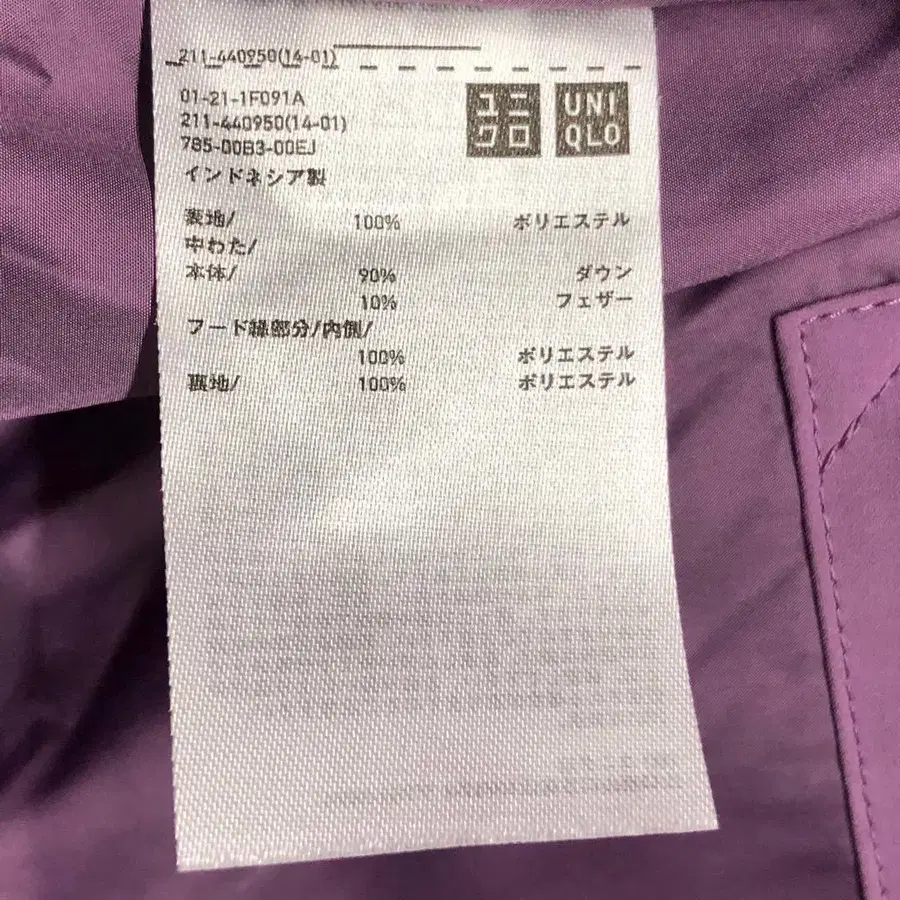 211-440950(14-01)
01-21-1F091A
211-440950(14-01)
785-00B3-00EJ
インドネシア製
ユニ
クロ
UNI
QLO
表地/ 100% ポリエステル
中わた/
本体/ 90% ダウン
10% フェザー
フード縁部分/内側/
100% ポリエステル
裏地/ 100% ポリエステル